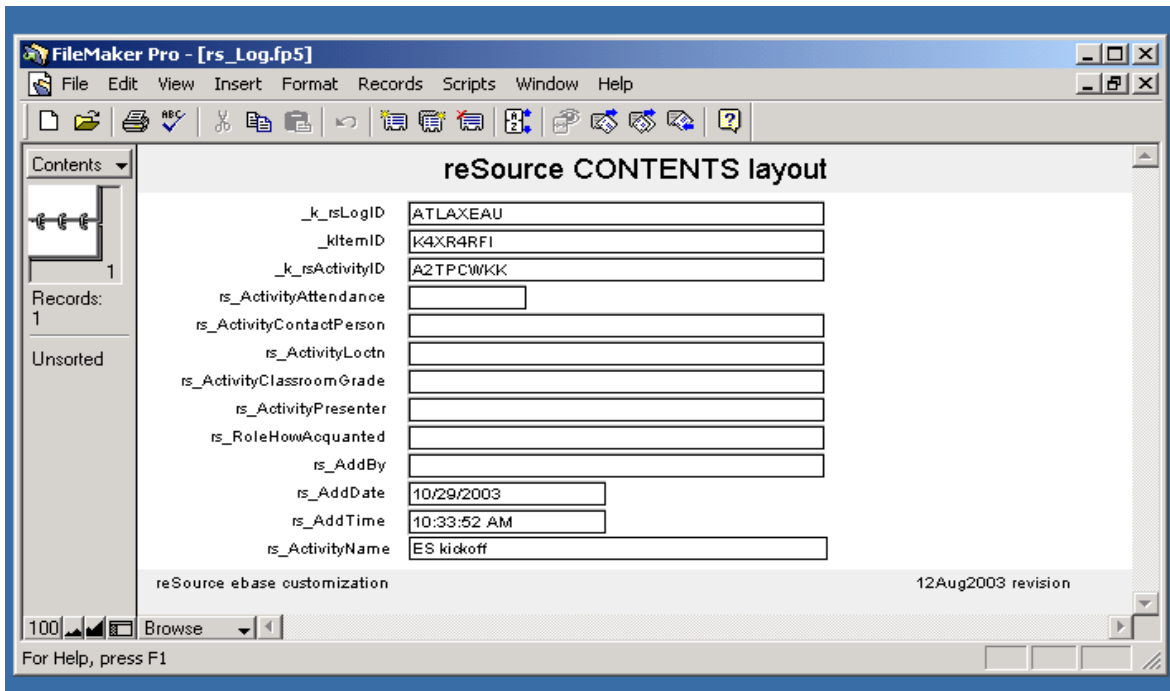 FileMaker Pro - [rs_Log.fp5]
File Edit View Insert Format Records Scripts Window Help
ABC
Contents
reSource CONTENTS layout
_k_rsLogID ATLAXEAU
_kItemID K4XR4RFI
_k_rsActivityID A2TPCWKK
1
rs_ActivityAttendance
Records:
1
rs_ActivityContactPerson
rs_ActivityLoctn
Unsorted
rs_ActivityClassroomGrade
rs_ActivityPresenter
rs_RoleHowAcquanted
rs_AddBy
rs_AddDate 10/29/2003
rs_AddTime 10:33:52 AM
rs_ActivityName ES kickoff
reSource ebase customization 12Aug2003 revision
100 Browse
For Help, press F1